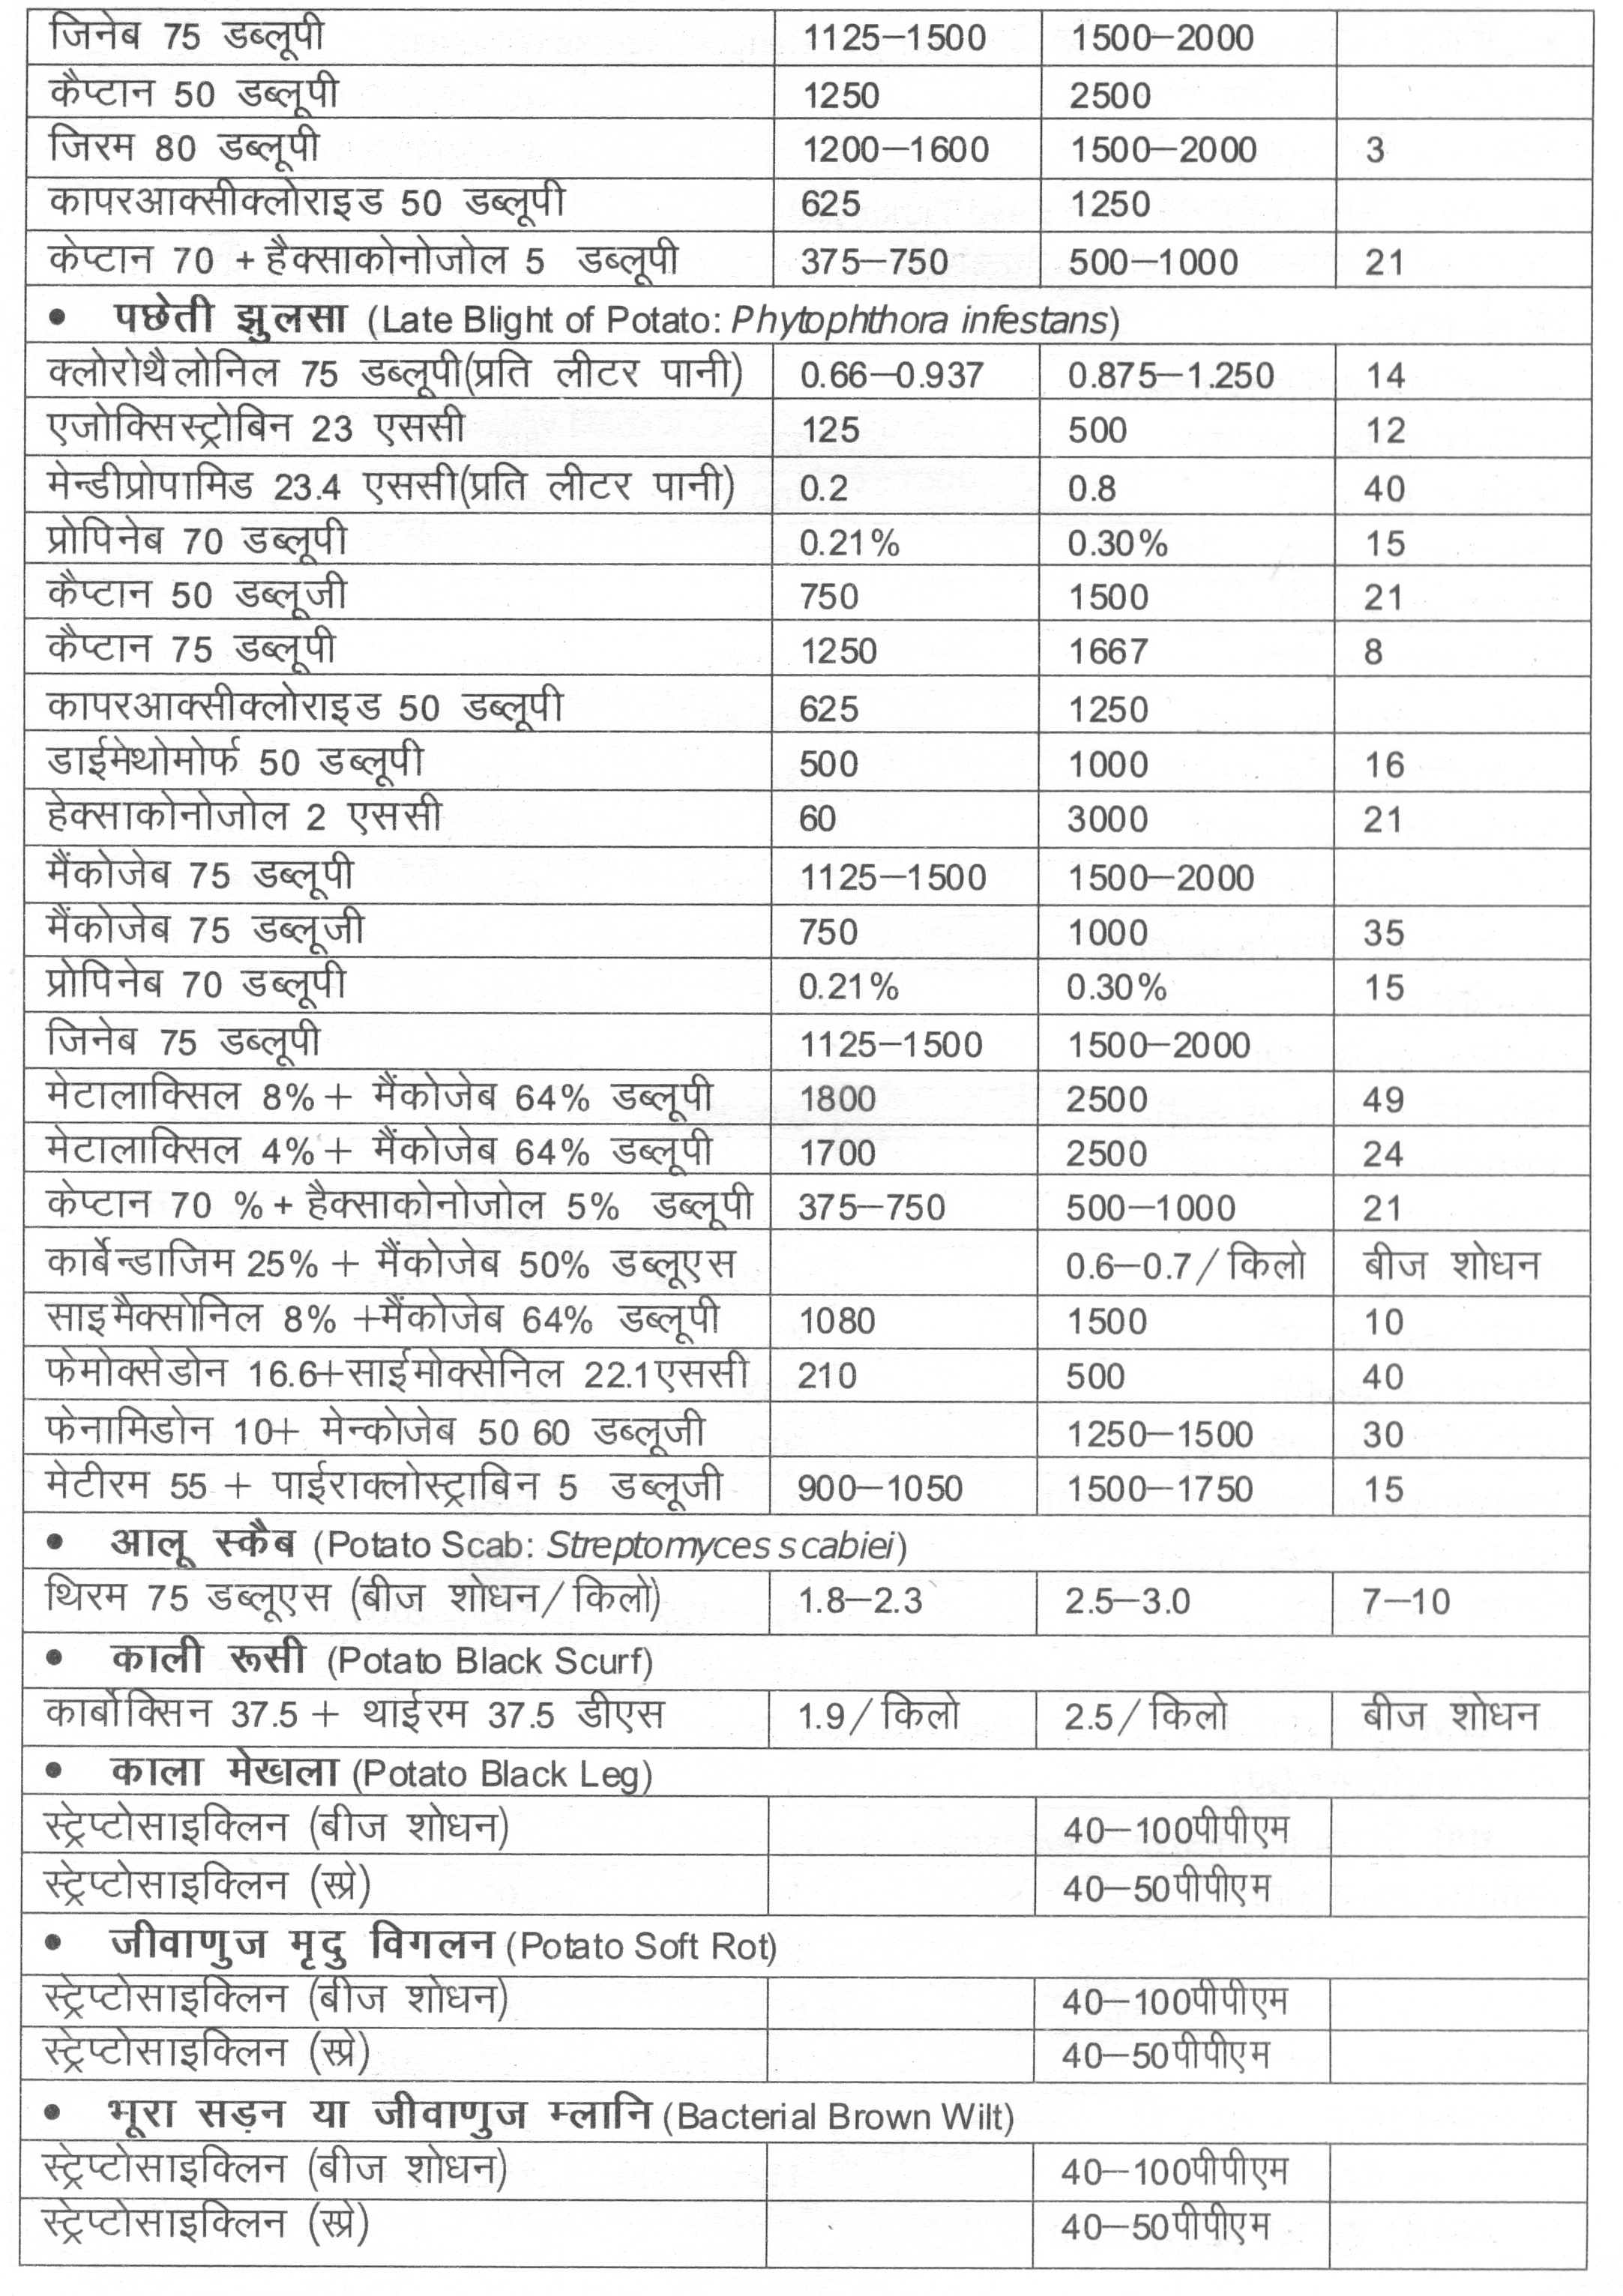 जिनेब 75 डब्लूपी 1125–1500 1500–2000
कैप्टान 50 डब्लूपी 1250 2500
जिरम 80 डब्लूपी 1200–1600 1500–2000 3
कापरआक्सीक्लोराइड 50 डब्लूपी 625 1250
केप्टान 70 + हैक्साकोनोजोल 5 डब्लूपी 375–750 500–1000 21
• पछेती झुलसा (Late Blight of Potato: Phytophthora infestans)
क्लोरोथैलोनिल 75 डब्लूपी(प्रति लीटर पानी) 0.66–0.937 0.875–1.250 14
एजोक्सिस्ट्रोबिन 23 एससी 125 500 12
मेन्डीप्रोपामिड 23.4 एससी(प्रति लीटर पानी) 0.2 0.8 40
प्रोपिनेब 70 डब्लूपी 0.21% 0.30% 15
कैप्टान 50 डब्लूजी 750 1500 21
कैप्टान 75 डब्लूपी 1250 1667 8
कापरआक्सीक्लोराइड 50 डब्लूपी 625 1250
डाईमेथोमोर्फ 50 डब्लूपी 500 1000 16
हेक्साकोनोजोल 2 एससी 60 3000 21
मैंकोजेब 75 डब्लूपी 1125–1500 1500–2000
मैंकोजेब 75 डब्लूजी 750 1000 35
प्रोपिनेब 70 डब्लूपी 0.21% 0.30% 15
जिनेब 75 डब्लूपी 1125–1500 1500–2000
मेटालाक्सिल 8%+ मैंकोजेब 64% डब्लूपी 1800 2500 49
मेटालाक्सिल 4%+ मैंकोजेब 64% डब्लूपी 1700 2500 24
केप्टान 70 %+ हैक्साकोनोजोल 5% डब्लूपी 375–750 500–1000 21
कार्बेन्डाजिम 25% + मैंकोजेब 50% डब्लूएस 0.6–0.7/किलो बीज शोधन
साइमैक्सोनिल 8% +मैंकोजेब 64% डब्लूपी 1080 1500 10
फेमोक्सेडोन 16.6+साईमोक्सेनिल 22.1एससी 210 500 40
फेनामिडोन 10+ मेन्कोजेब 50 60 डब्लूजी 1250–1500 30
मेटीरम 55 + पाईराक्लोस्ट्राबिन 5 डब्लूजी 900–1050 1500–1750 15
• आलू स्कैब (Potato Scab: Streptomyces scabiei)
थिरम 75 डब्लूएस (बीज शोधन/किलो) 1.8–2.3 2.5–3.0 7–10
• काली रूसी (Potato Black Scurf)
कार्बोक्सिन 37.5 + थाईरम 37.5 डीएस 1.9/किलो 2.5/किलो बीज शोधन
• काला मेखला (Potato Black Leg)
स्ट्रेप्टोसाइक्लिन (बीज शोधन) 40–100पीपीएम
स्ट्रेप्टोसाइक्लिन (स्प्रे) 40–50पीपीएम
• जीवाणुज मृदु विगलन (Potato Soft Rot)
स्ट्रेप्टोसाइक्लिन (बीज शोधन) 40–100पीपीएम
स्ट्रेप्टोसाइक्लिन (स्प्रे) 40–50पीपीएम
• भूरा सड़न या जीवाणुज म्लानि (Bacterial Brown Wilt)
स्ट्रेप्टोसाइक्लिन (बीज शोधन) 40–100पीपीएम
स्ट्रेप्टोसाइक्लिन (स्प्रे) 40–50पीपीएम